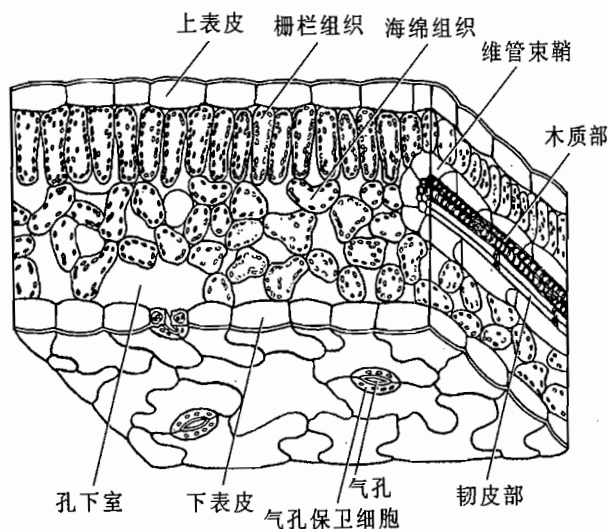 上表皮
栅栏组织
海绵组织
维管束鞘
木质部
孔下室
下表皮
气孔
气孔保卫细胞
韧皮部